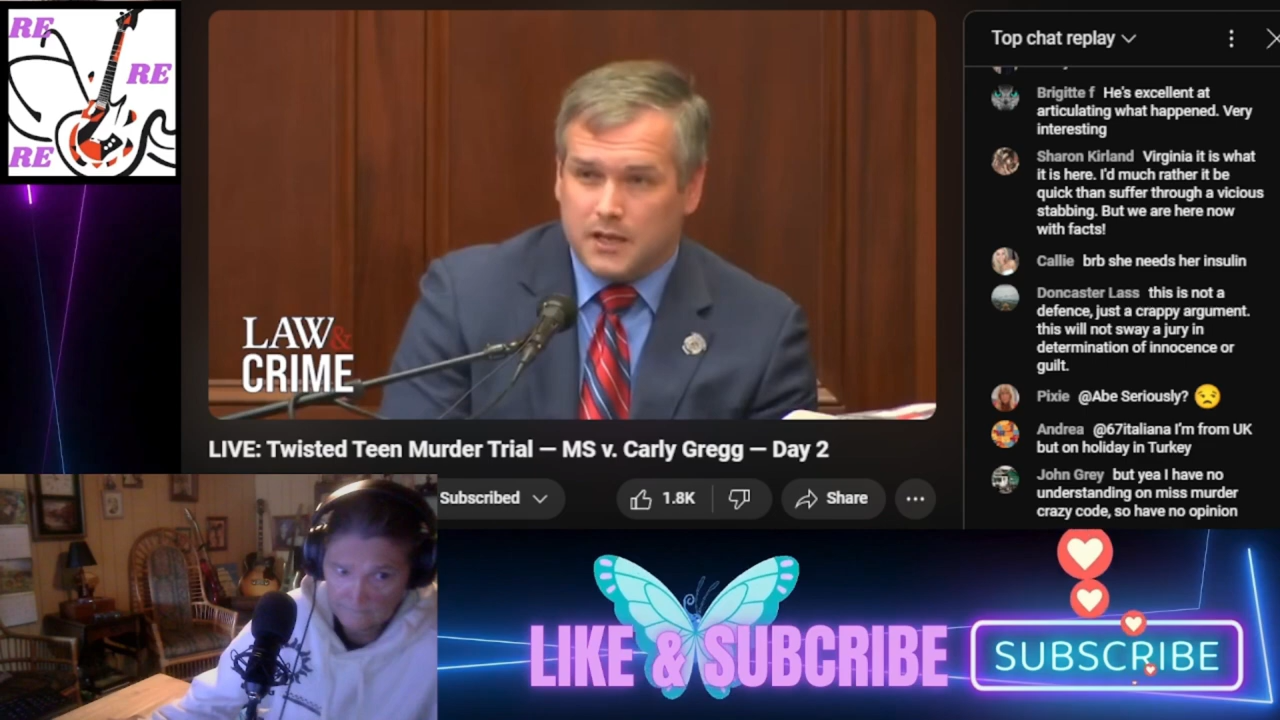 RE
RE
RE
LAW&
CRIME
LIVE: Twisted Teen Murder Trial — MS v. Carly Gregg — Day 2
Subscribed
1.8K
Share
Top chat replay
Brigitte f He's excellent at
articulating what happened. Very
interesting
Sharon Kirland Virginia it is what
it is here. I'd much rather it be
quick than suffer through a vicious
stabbing. But we are here now
with facts!
Callie brb she needs her insulin
Doncaster Lass this is not a
defence, just a crappy argument.
this will not sway a jury in
determination of innocence or
guilt.
Pixie @Abe Seriously? 😒
Andrea @67italiana I'm from UK
but on holiday in Turkey
John Grey but yea I have no
understanding on miss murder
crazy code, so have no opinion
LIKE & SUBCRIBE
SUBSCRIBE